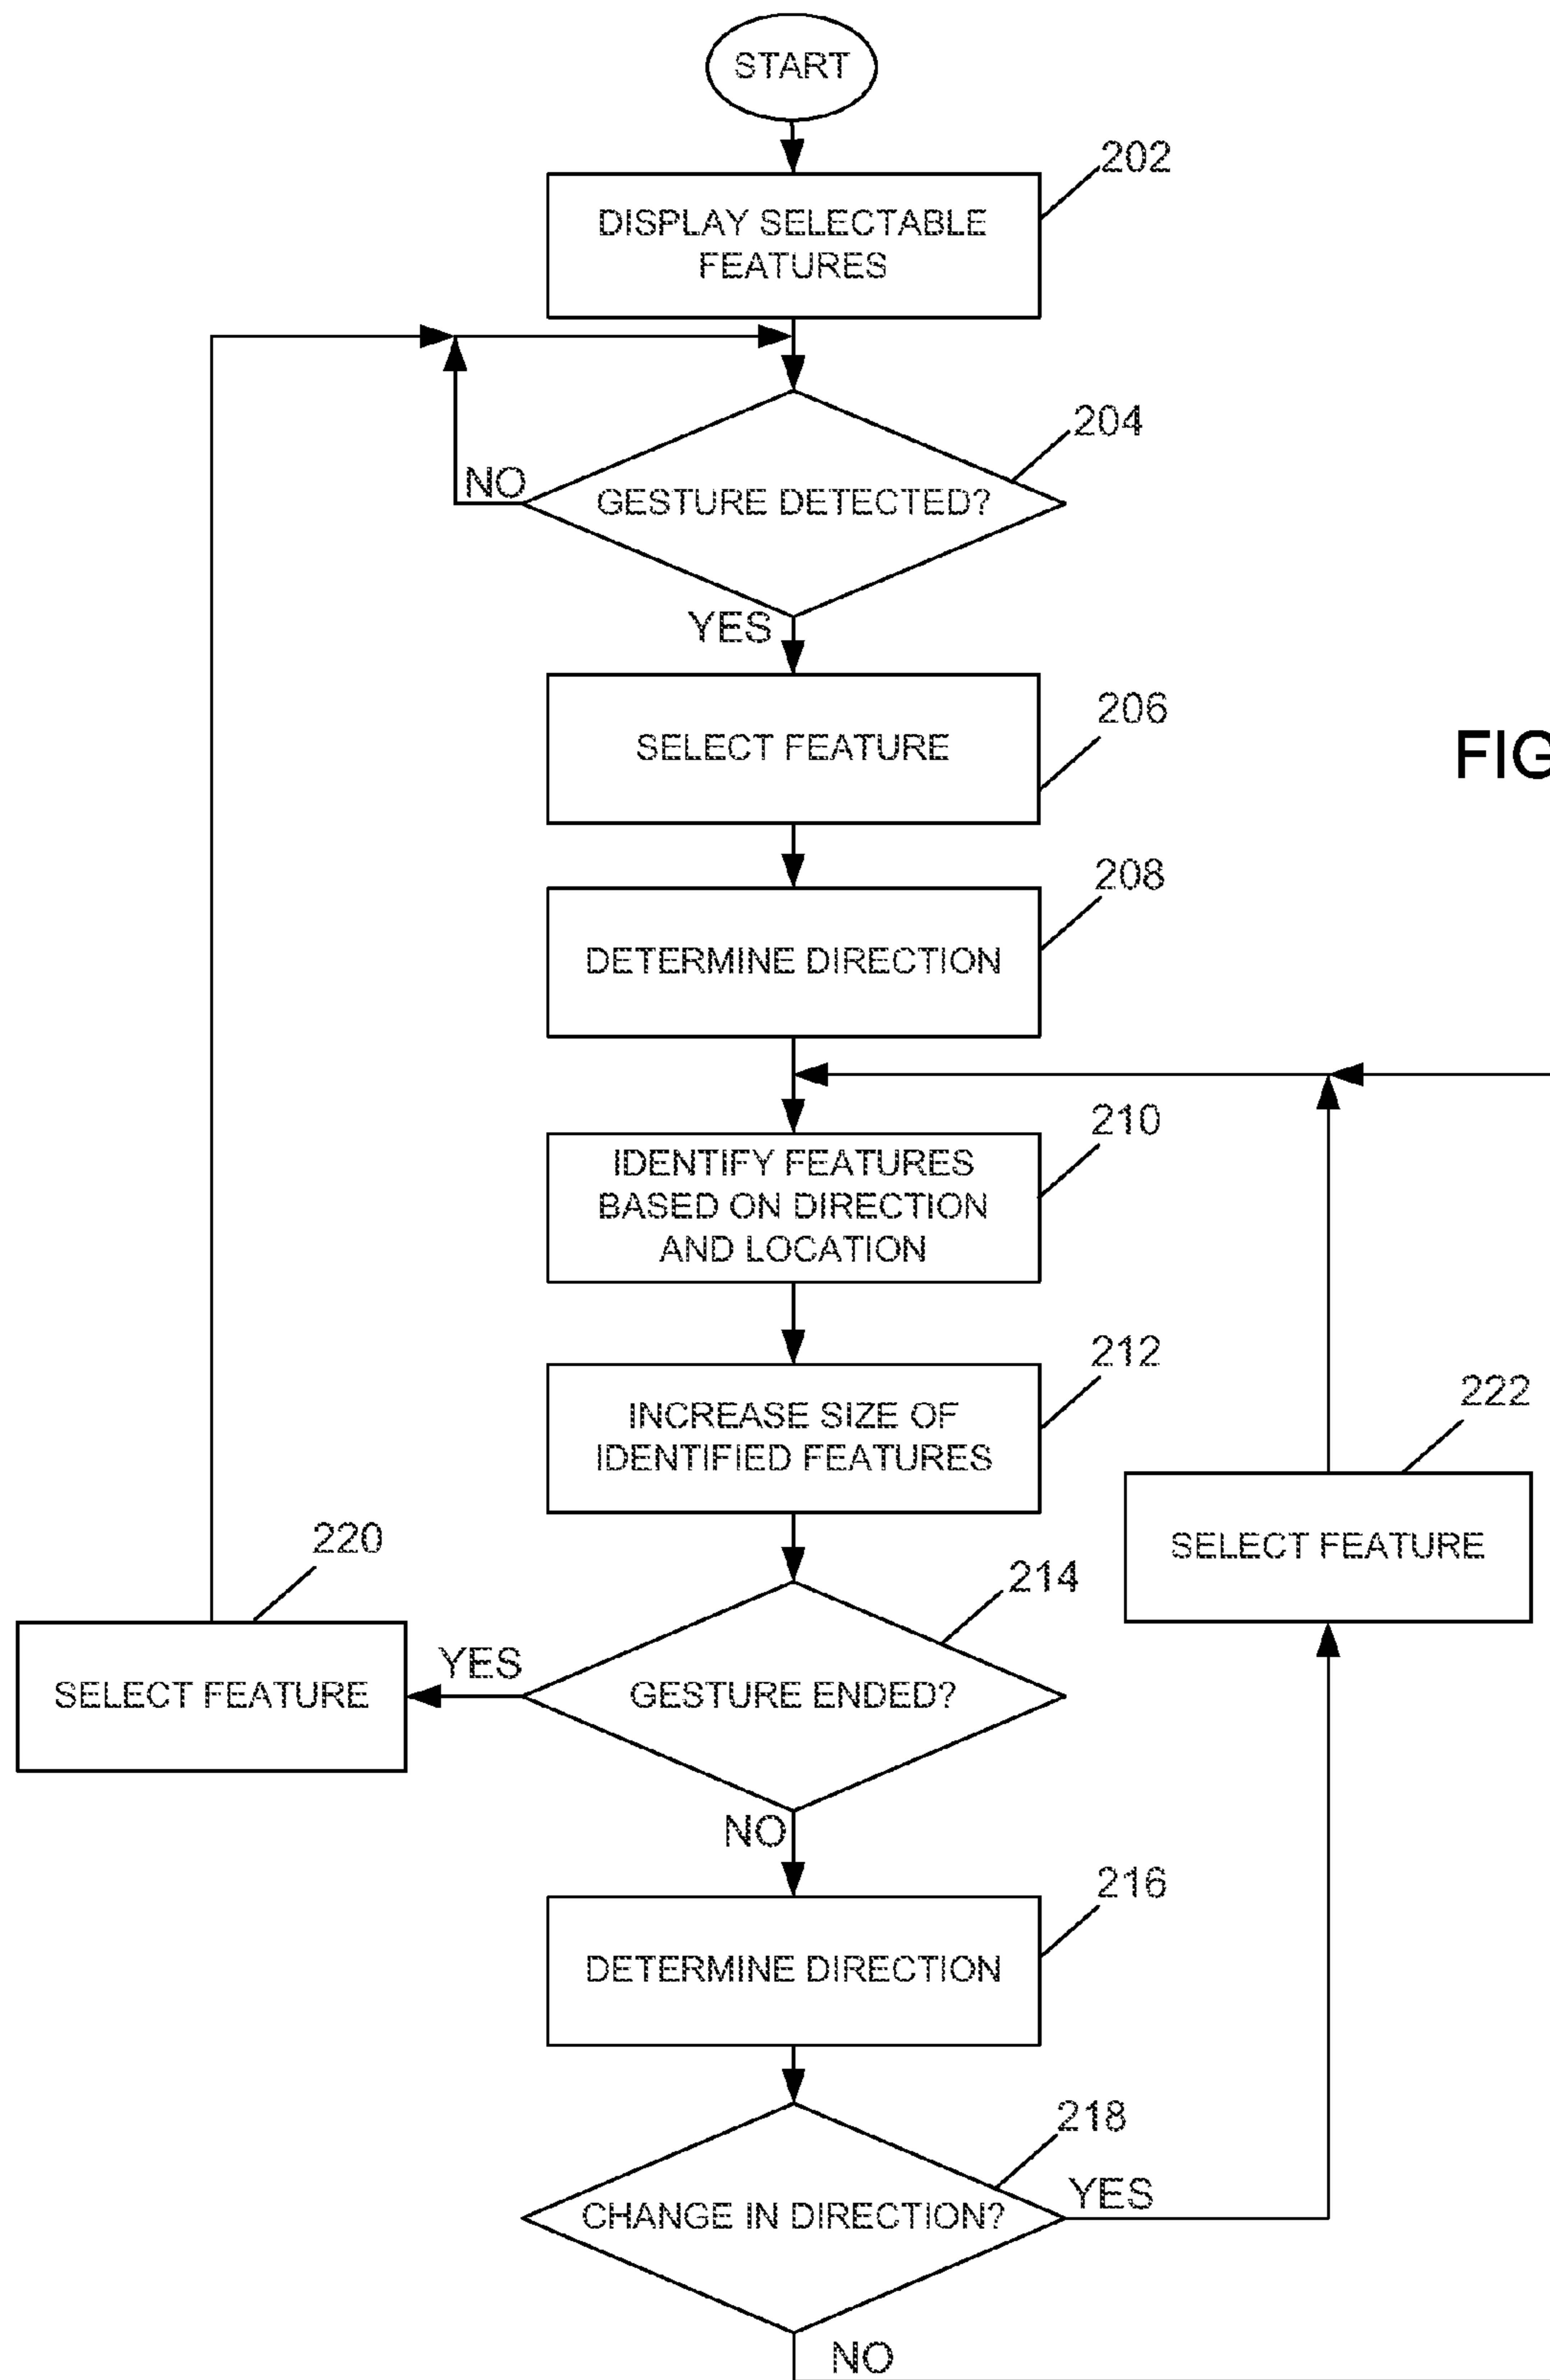 START
202
DISPLAY SELECTABLE
FEATURES
204
NO
GESTURE DETECTED?
YES
206
SELECT FEATURE
FIG
208
DETERMINE DIRECTION
210
IDENTIFY FEATURES
BASED ON DIRECTION
AND LOCATION
212
INCREASE SIZE OF
IDENTIFIED FEATURES
222
SELECT FEATURE
220
214
YES
SELECT FEATURE
GESTURE ENDED?
NO
216
DETERMINE DIRECTION
218
YES
CHANGE IN DIRECTION?
NO